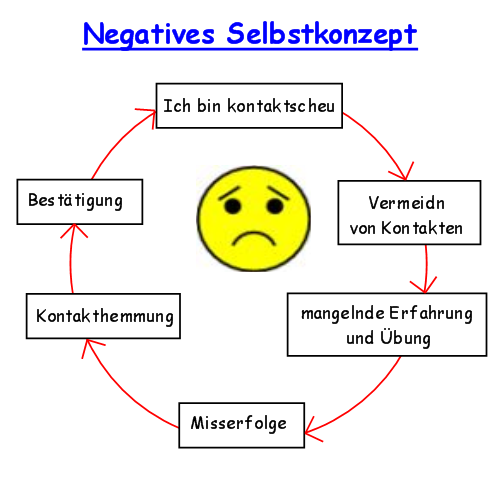 Negatives Selbstkonzept
Ich bin kontaktscheu
Vermeidn
von Kontakten
mangelnde Erfahrung
und Übung
Misserfolge
Kontakthemmung
Bestätigung